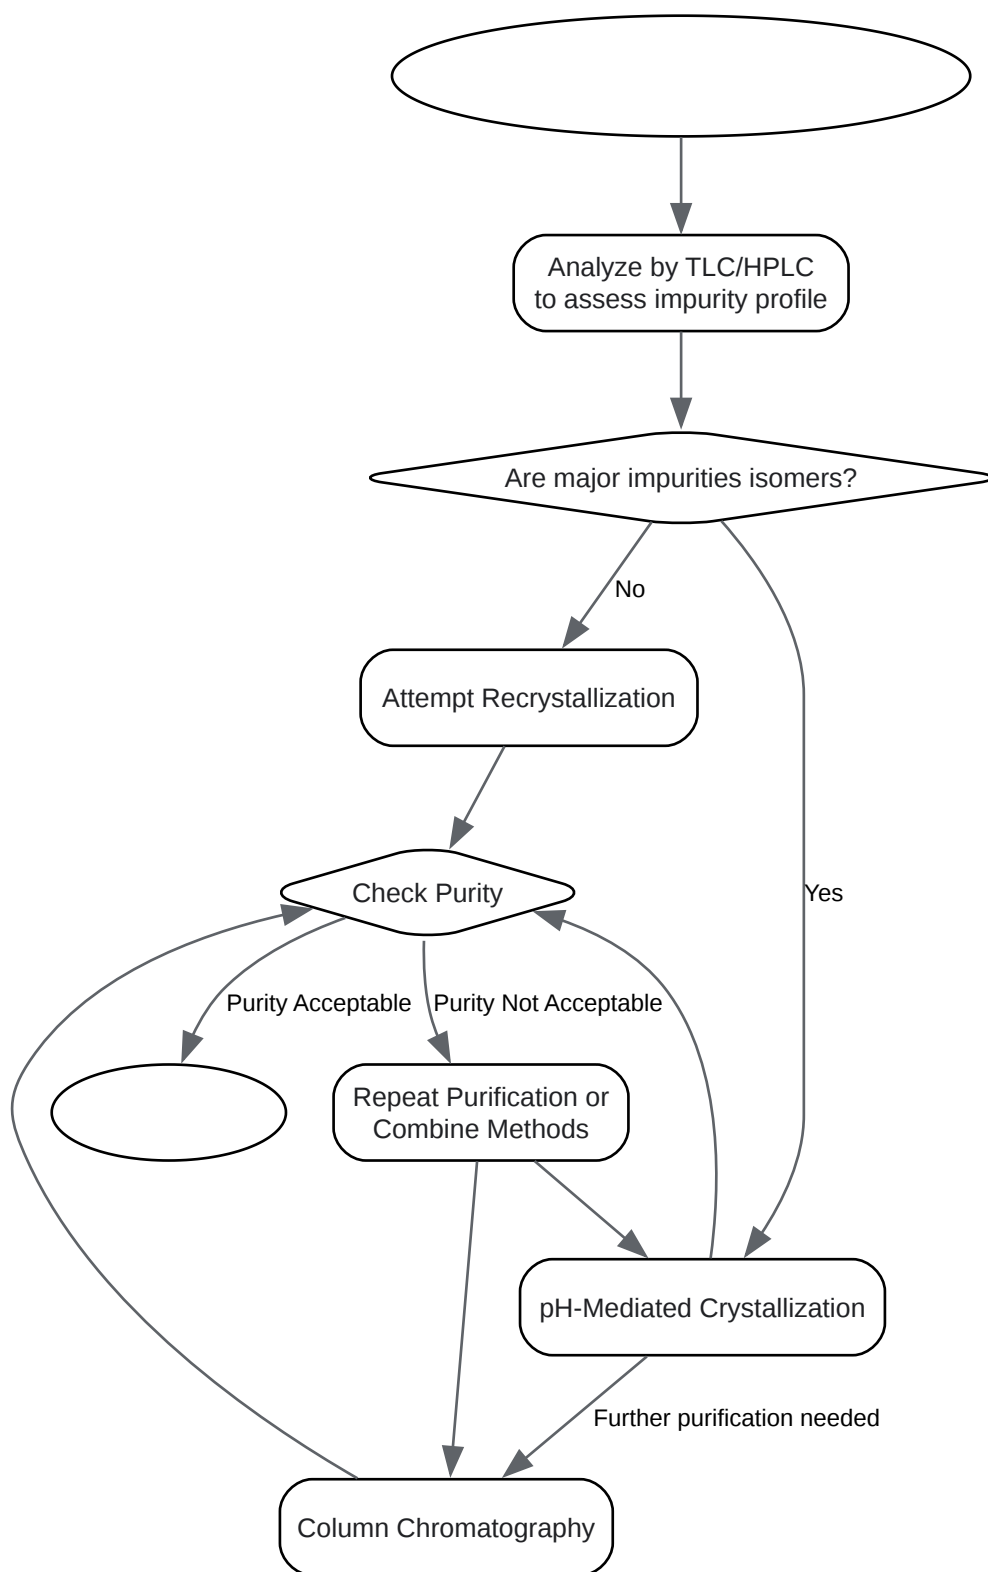 Analyze by TLC/HPLC
to assess impurity profile
Are major impurities isomers?
No
Attempt Recrystallization
Check Purity
Yes
Purity Acceptable
Purity Not Acceptable
Repeat Purification or
Combine Methods
pH-Mediated Crystallization
Further purification needed
Column Chromatography